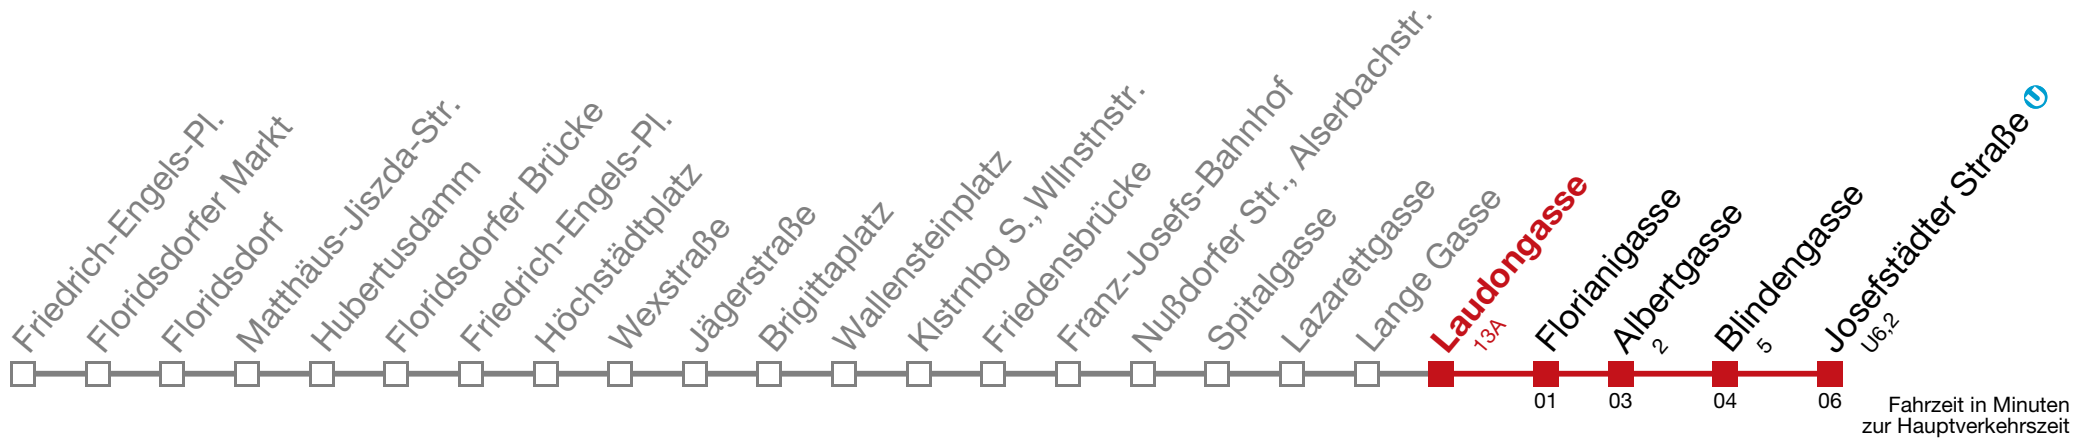 Friedrich-Engels-Pl.
Floridsdorfer Markt
Floridsdorf
Matthäus-Jiszda-Str.
Hubertusdamm
Floridsdorfer Brücke
Friedrich-Engels-Pl.
Höchstädtplatz
Wexstraße
Jägerstraße
Brigittaplatz
Wallensteinplatz
Klstrnbg S., Wllnstnstr.
Friedensbrücke
Franz-Josefs-Bahnhof
Nußdorfer Str., Alserbachstr.
Spitalgasse
Lazarettgasse
Lange Gasse
Laudongasse
13A
Florianigasse
01
Albertgasse
2
03
Blindengasse
5
04
Josefstädter Straße U
U6,2
06
Fahrzeit in Minuten
zur Hauptverkehrszeit